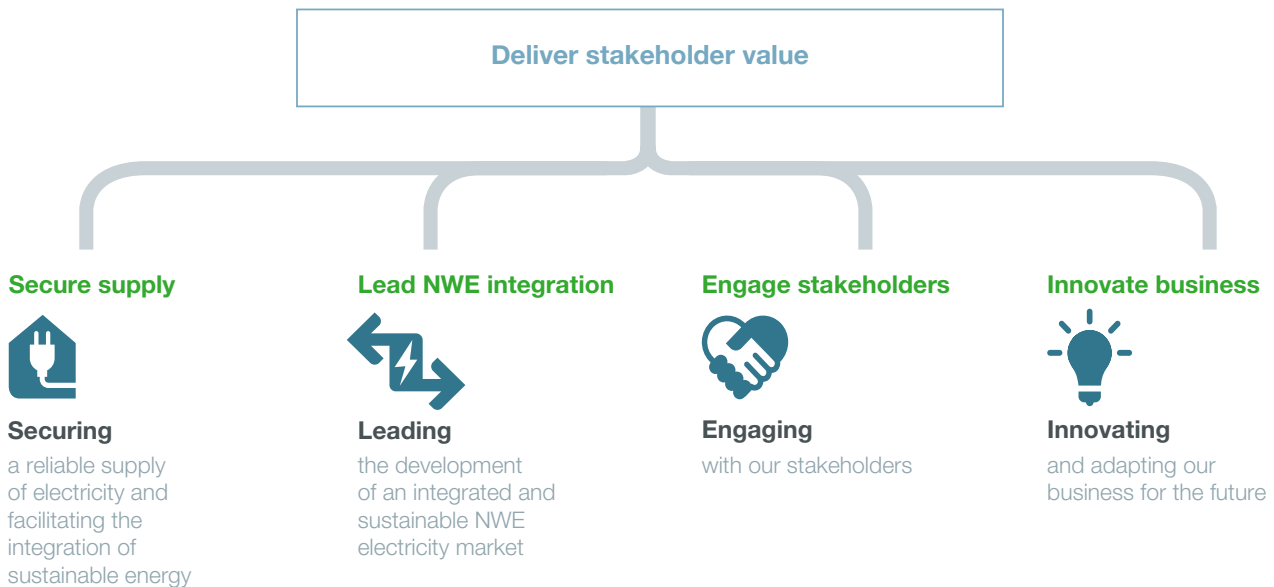 Deliver stakeholder value
Secure supply
Securing
a reliable supply
of electricity and
facilitating the
integration of
sustainable energy
Lead NWE integration
Leading
the development
of an integrated and
sustainable NWE
electricity market
Engage stakeholders
Engaging
with our stakeholders
Innovate business
Innovating
and adapting our
business for the future